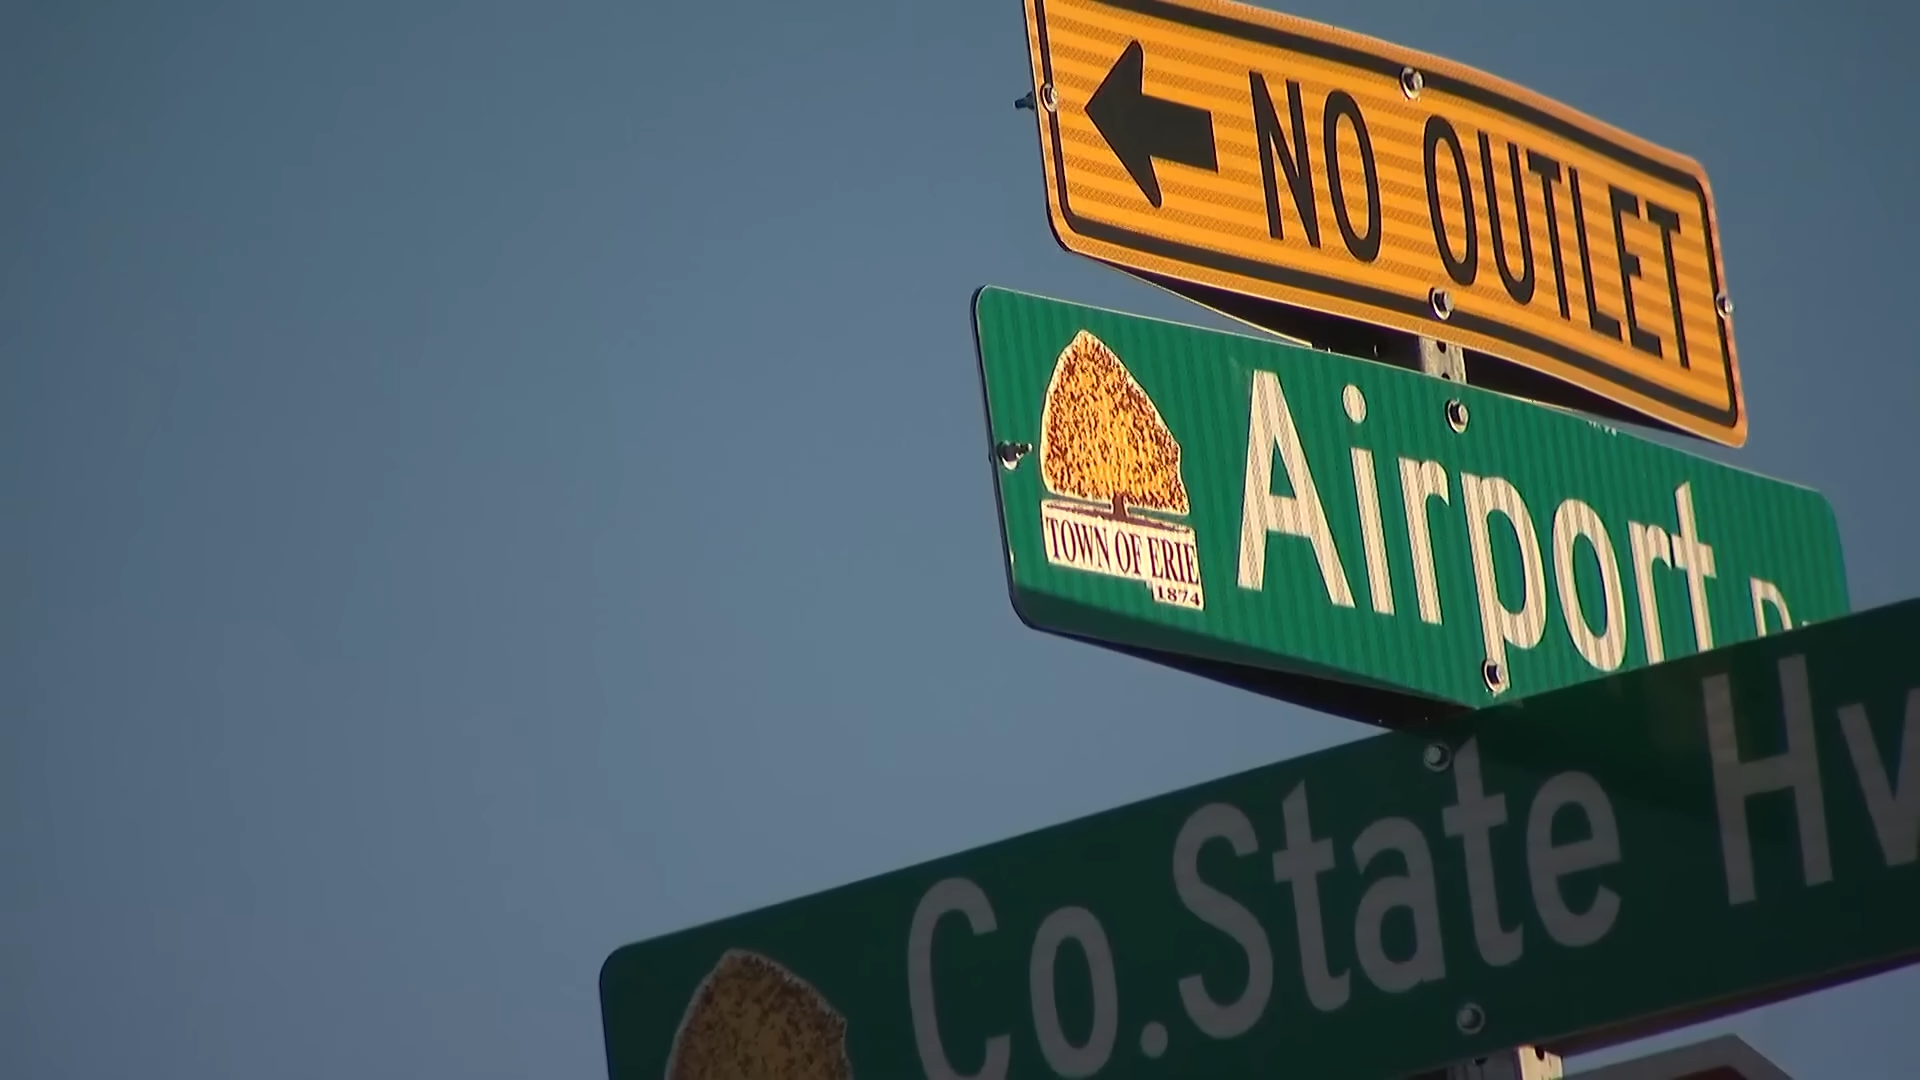 NO OUTLET
Airport
TOWN OF ERIE
1874
Co. State